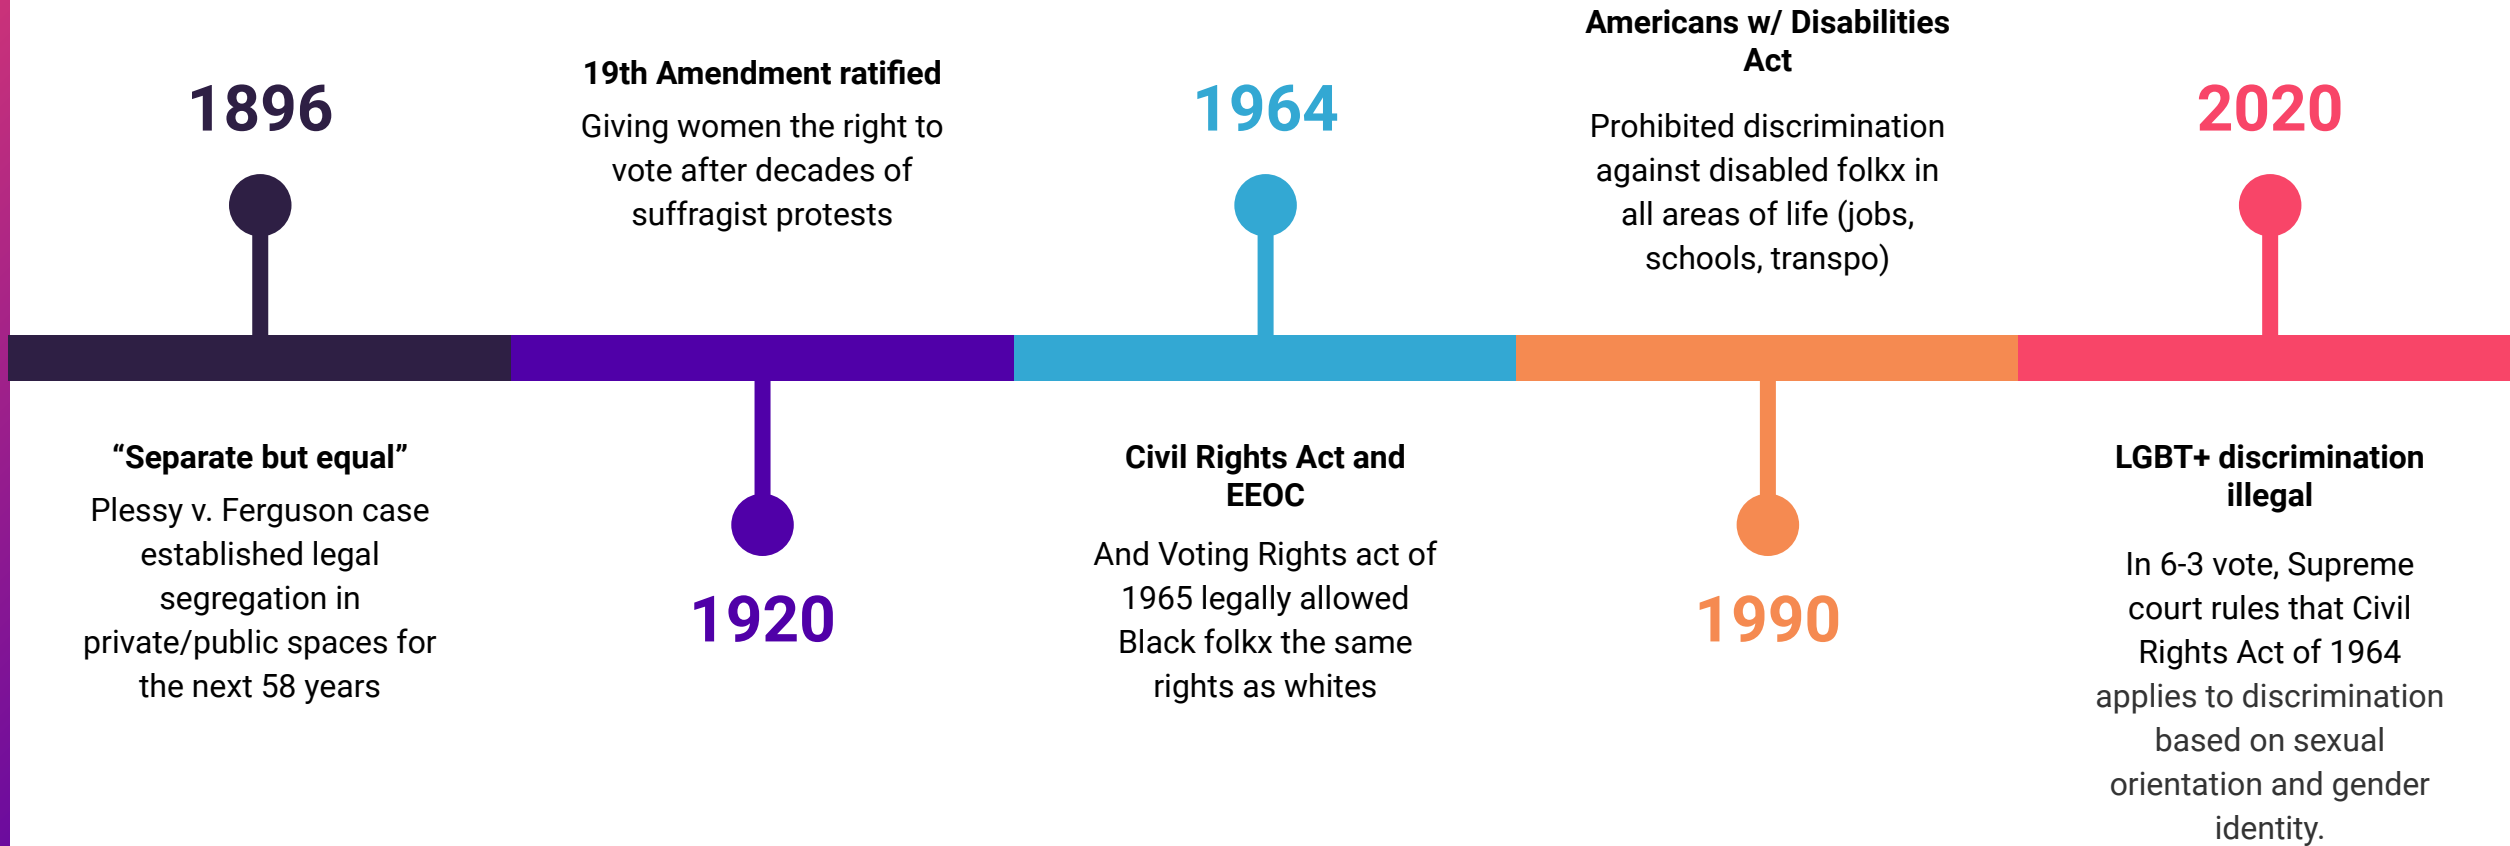 1896
“Separate but equal”
Plessy v. Ferguson case
established legal
segregation in
private/public spaces for
the next 58 years
19th Amendment ratified
Giving women the right to
vote after decades of
suffragist protests
1920
1964
Civil Rights Act and
EEOC
And Voting Rights act of
1965 legally allowed
Black folkx the same
rights as whites
Americans w/ Disabilities
Act
Prohibited discrimination
against disabled folkx in
all areas of life (jobs,
schools, transpo)
1990
2020
LGBT+ discrimination
illegal
In 6-3 vote, Supreme
court rules that Civil
Rights Act of 1964
applies to discrimination
based on sexual
orientation and gender
identity.